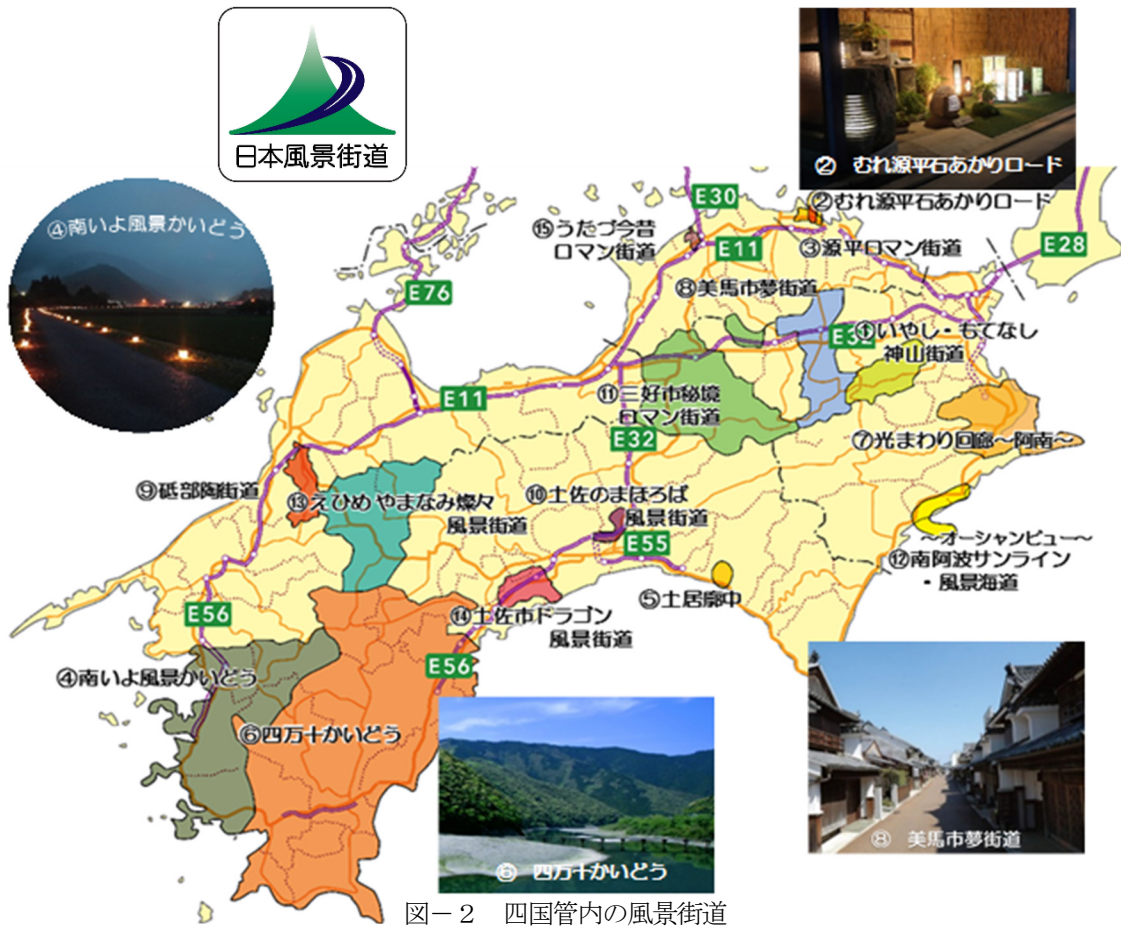 日本風景街道
② むれ源平石あかりロード
④南いよ風景かいどう
E30
②むれ源平石あかりロード
⑮うたづ今昔
ロマン街道
E11
③源平ロマン街道
E28
E76
⑧美馬市夢街道
①いやし・もてなし
神山街道
E32
E11
⑪三好市秘境
ロマン街道
E32
⑦光まわり回廊~阿南~
⑨砥部陶街道
⑬えひめ やまなみ燦々
風景街道
⑩土佐のまほろば
風景街道
E55
~オーシャンビュー~
⑫南阿波サンライン
・風景海道
⑤土居廓中
E56
⑭土佐市ドラゴン
風景街道
E56
④南いよ風景かいどう
⑥四万十かいどう
⑥ 四万十かいどう
⑧ 美馬市夢街道
図-2 四国管内の風景街道